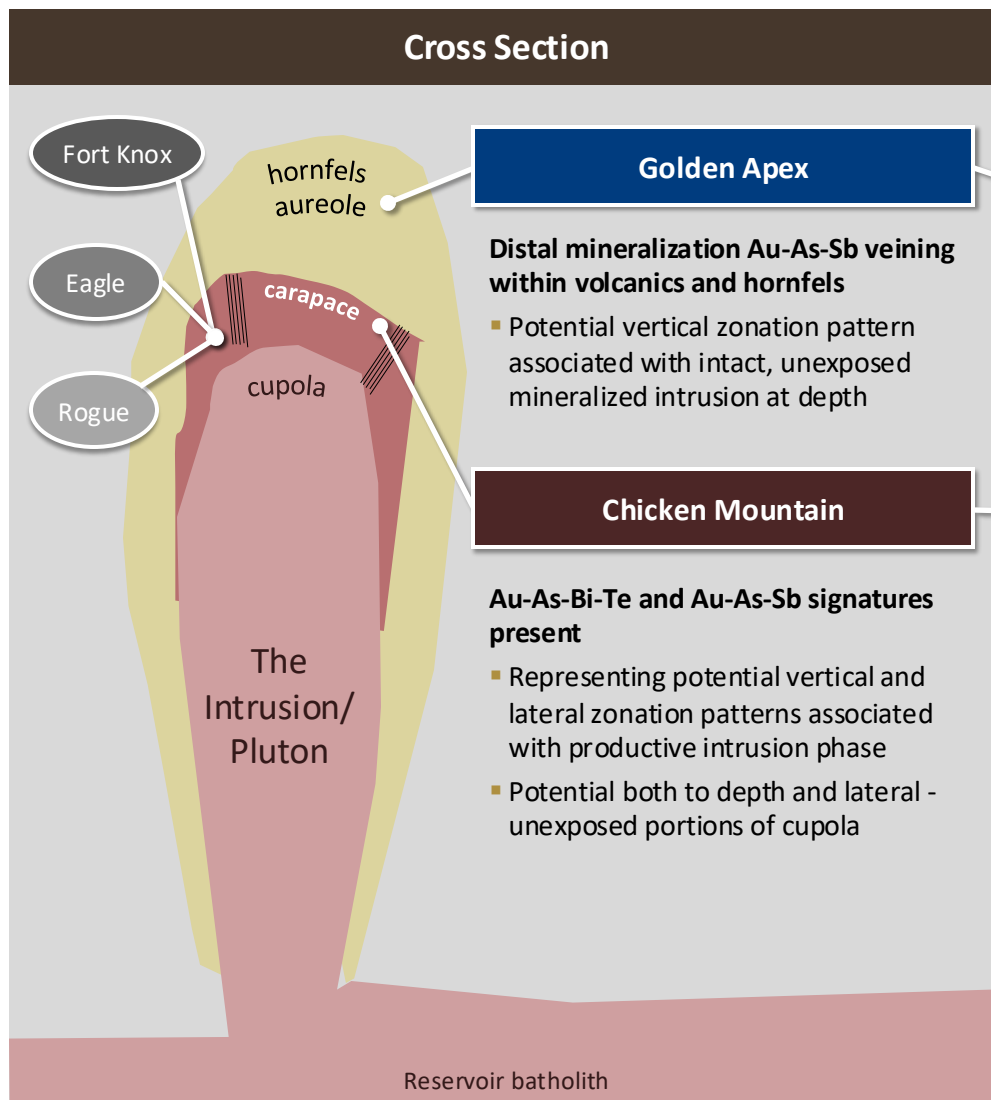 Cross Section
Fort Knox
Eagle
Rogue
hornfels
aureole
carapace
cupola
The
Intrusion/
Pluton
Reservoir batholith
Golden Apex
Distal mineralization Au-As-Sb veining
within volcanics and hornfels
▪ Potential vertical zonation pattern
associated with intact, unexposed
mineralized intrusion at depth
Chicken Mountain
Au-As-Bi-Te and Au-As-Sb signatures
present
▪ Representing potential vertical and
lateral zonation patterns associated
with productive intrusion phase
▪ Potential both to depth and lateral -
unexposed portions of cupola